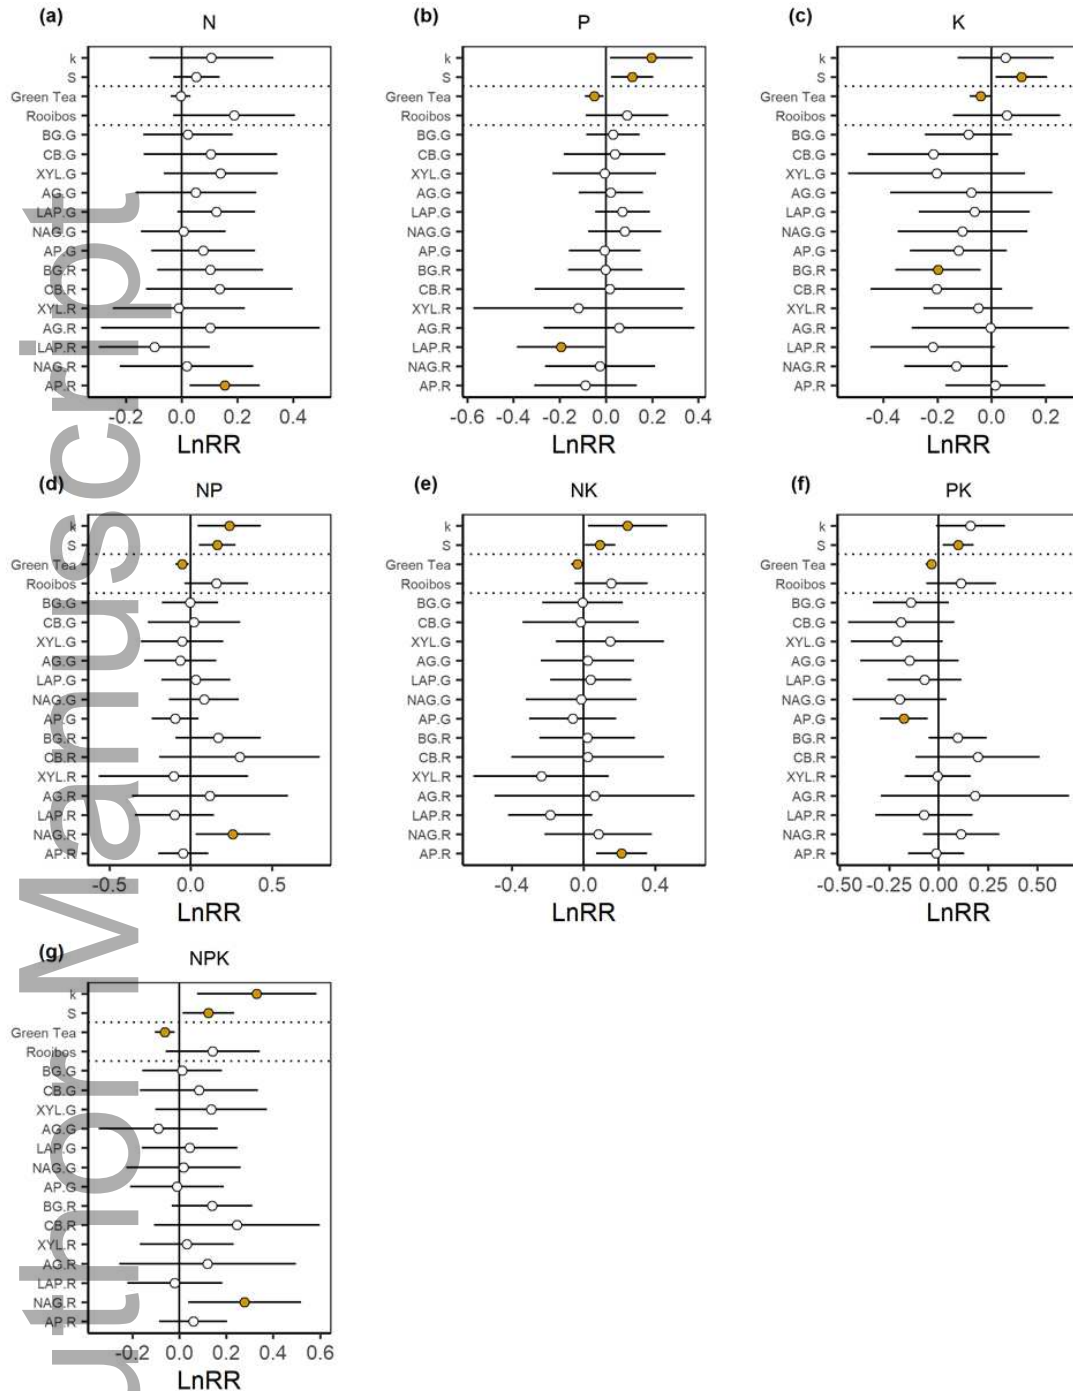 (a) N
k
S
Green Tea
Rooibos
BG.G
CB.G
XYL.G
AG.G
LAP.G
NAG.G
AP.G
BG.R
CB.R
XYL.R
AG.R
LAP.R
NAG.R
AP.R
-0.2 0.0 0.2 0.4
LnRR
(b) P
k
S
Green Tea
Rooibos
BG.G
CB.G
XYL.G
AG.G
LAP.G
NAG.G
AP.G
BG.R
CB.R
XYL.R
AG.R
LAP.R
NAG.R
AP.R
-0.6 -0.4 -0.2 0.0 0.2 0.4
LnRR
(c) K
k
S
Green Tea
Rooibos
BG.G
CB.G
XYL.G
AG.G
LAP.G
NAG.G
AP.G
BG.R
CB.R
XYL.R
AG.R
LAP.R
NAG.R
AP.R
-0.4 -0.2 0.0 0.2
LnRR
(d) NP
k
S
Green Tea
Rooibos
BG.G
CB.G
XYL.G
AG.G
LAP.G
NAG.G
AP.G
BG.R
CB.R
XYL.R
AG.R
LAP.R
NAG.R
AP.R
-0.5 0.0 0.5
LnRR
(e) NK
k
S
Green Tea
Rooibos
BG.G
CB.G
XYL.G
AG.G
LAP.G
NAG.G
AP.G
BG.R
CB.R
XYL.R
AG.R
LAP.R
NAG.R
AP.R
-0.4 0.0 0.4
LnRR
(f) PK
k
S
Green Tea
Rooibos
BG.G
CB.G
XYL.G
AG.G
LAP.G
NAG.G
AP.G
BG.R
CB.R
XYL.R
AG.R
LAP.R
NAG.R
AP.R
-0.50 -0.25 0.00 0.25 0.50
LnRR
(g) NPK
k
S
Green Tea
Rooibos
BG.G
CB.G
XYL.G
AG.G
LAP.G
NAG.G
AP.G
BG.R
CB.R
XYL.R
AG.R
LAP.R
NAG.R
AP.R
-0.2 0.0 0.2 0.4 0.6
LnRR
uthor Manuscript